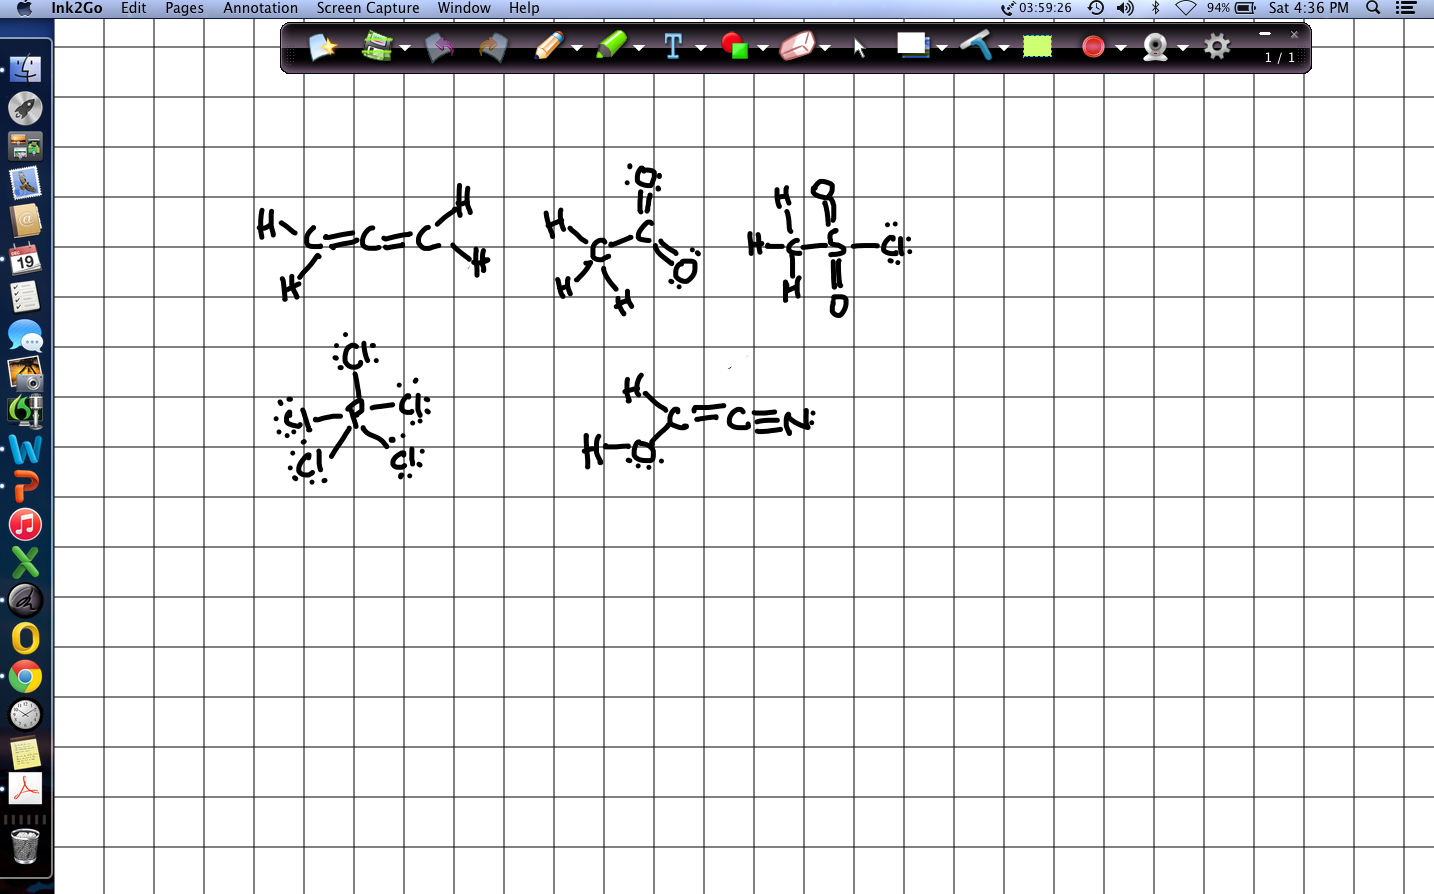 Ink2Go Edit Pages Annotation Screen Capture Window Help 03:59:26 94% Sat 4:36 PM
T
1 / 1
DEC
19
H C = C = C H
H H
H C C O
H H O
H O
H - C - S - Cl
H O
Cl
Cl P Cl
Cl Cl
H
C = C ≡ N
H - O